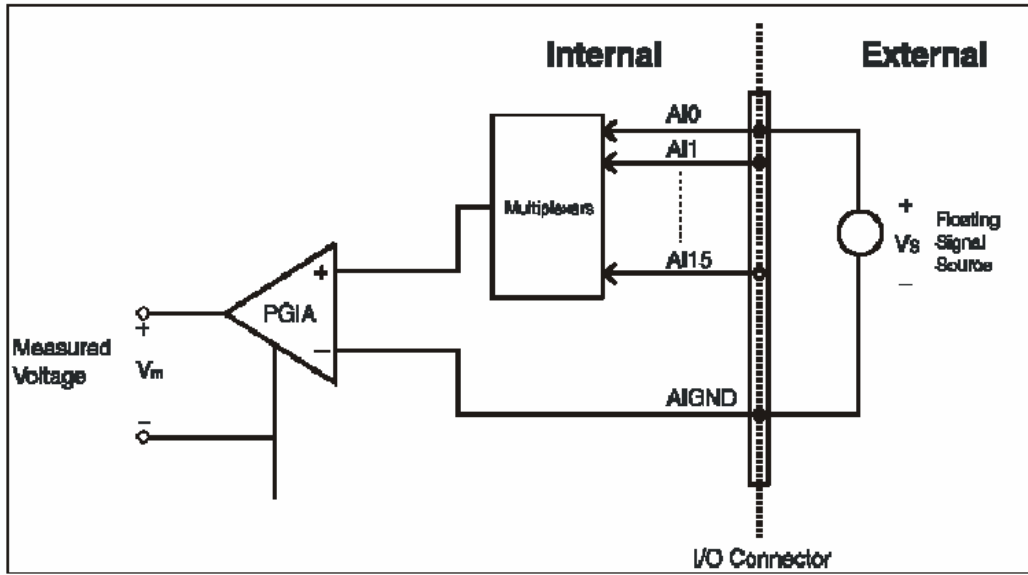 Internal
External
AI0
AI1
Multiplexers
AI15
+
Vs
−
Floating
Signal
Source
+
PGIA
−
Measured
Voltage
+
Vm
−
AIGND
I/O Connector